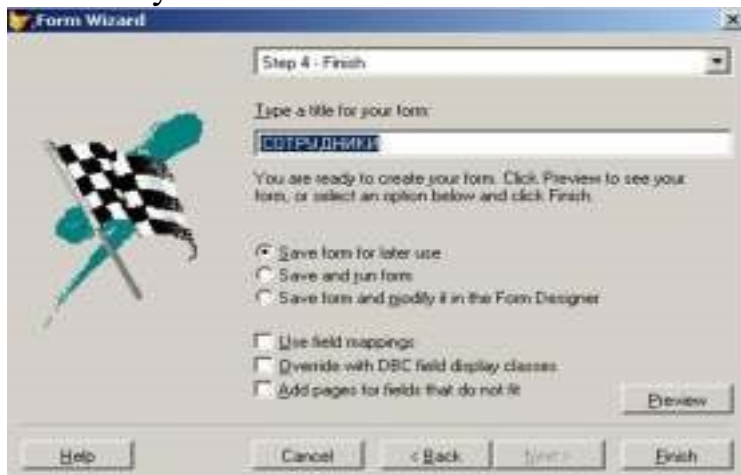 Form Wizard
Step 4 - Finish
Type a title for your form:
СОТРУДНИКИ
You are ready to create your form. Click Preview to see your
form, or select an option below and click Finish.
Save form for later use
Save and run form
Save form and modify it in the Form Designer
Use field mappings
Override with DBC field display classes
Add pages for fields that do not fit
Preview
Help
Cancel
< Back
Next >
Finish